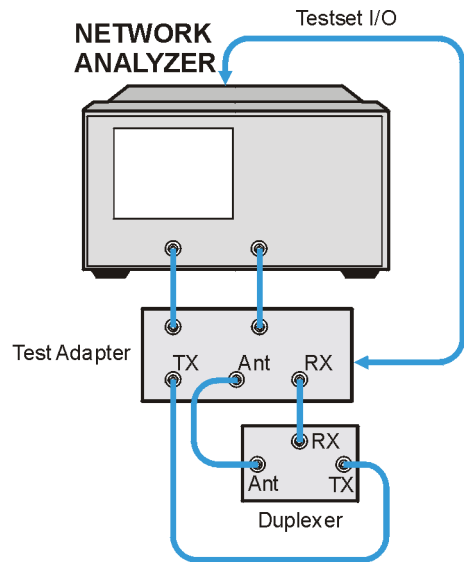 Testset I/O
NETWORK
ANALYZER
Test Adapter
TX Ant RX
RX
Ant TX
Duplexer